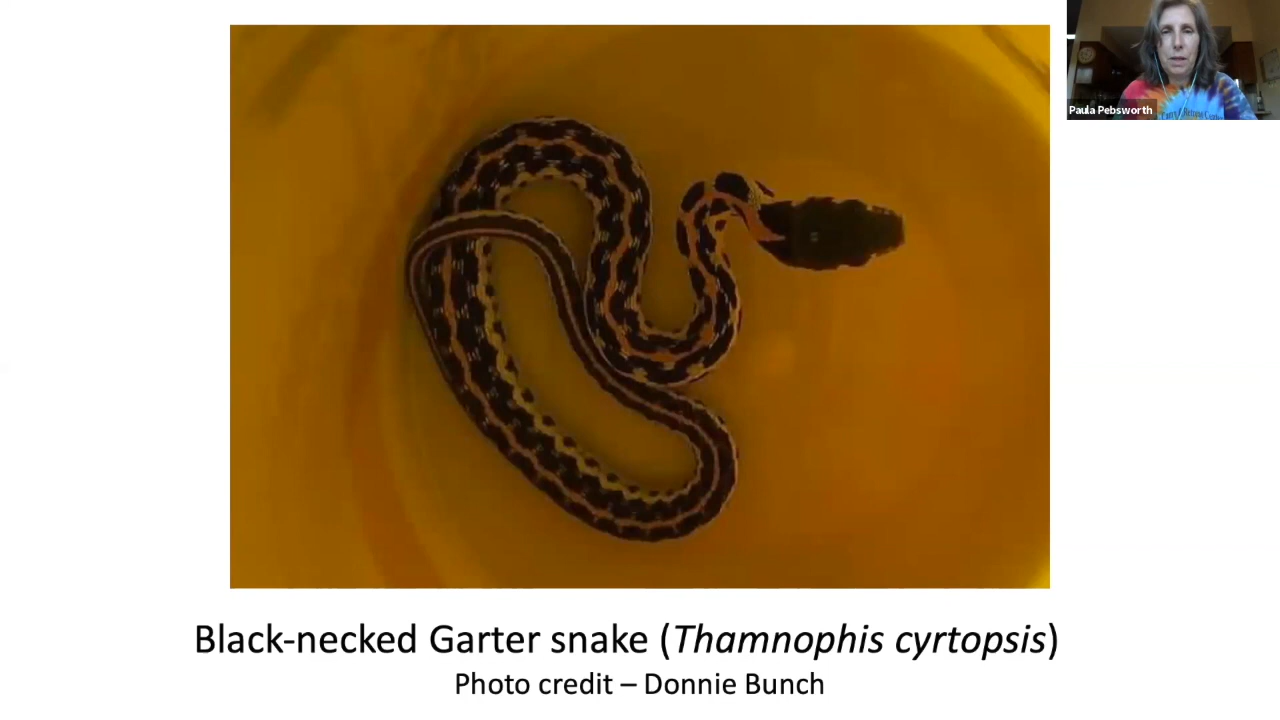 Paula Pebsworth
Black-necked Garter snake (Thamnophis cyrtopsis)
Photo credit – Donnie Bunch